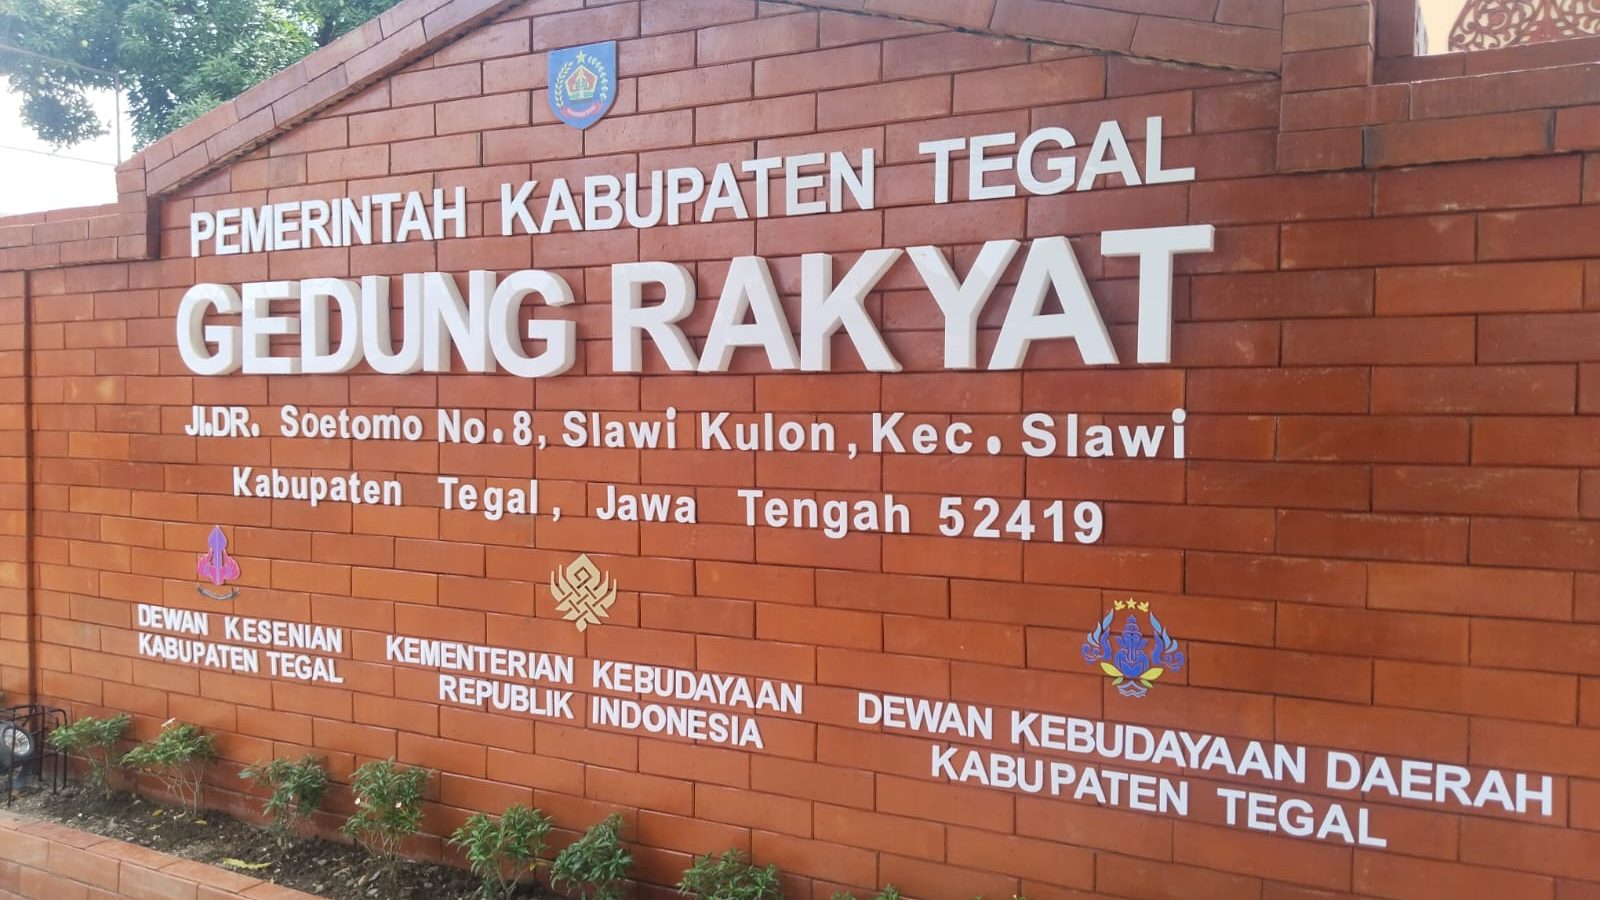 PEMERINTAH KABUPATEN TEGAL
GEDUNG RAKYAT
Jl.DR. Soetomo No.8, Slawi Kulon, Kec. Slawi
Kabupaten Tegal, Jawa Tengah 52419
DEWAN KESENIAN
KABUPATEN TEGAL
KEMENTERIAN KEBUDAYAAN
REPUBLIK INDONESIA
DEWAN KEBUDAYAAN DAERAH
KABUPATEN TEGAL